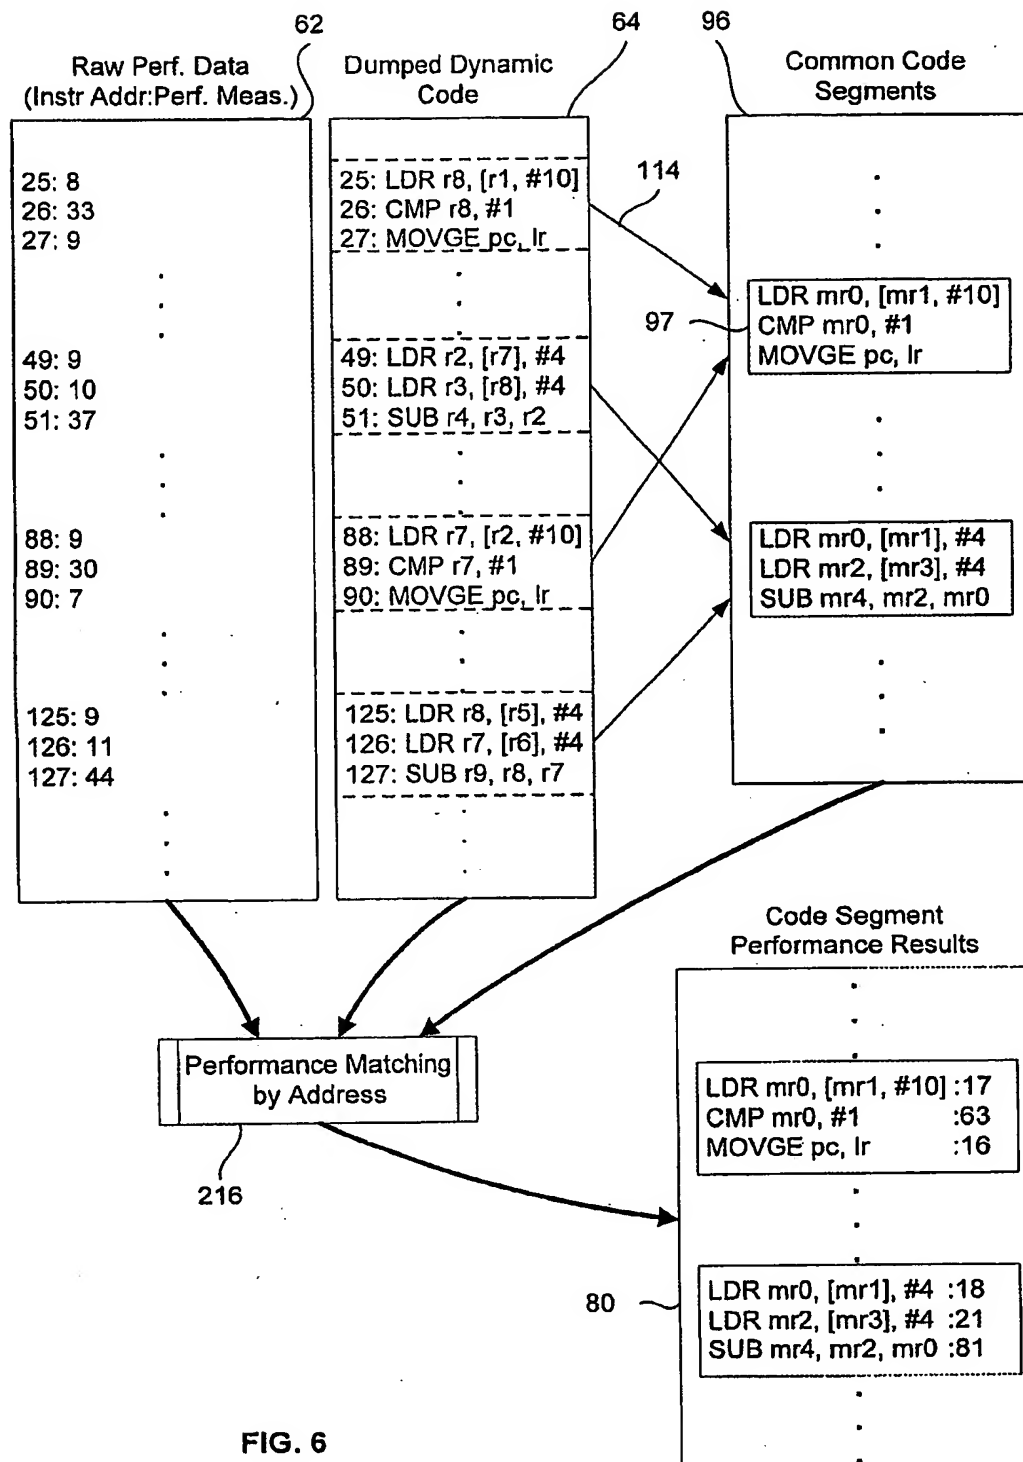 62
64
96
Raw Perf. Data
(Instr Addr:Perf. Meas.)
Dumped Dynamic
Code
Common Code
Segments
25: 8
26: 33
27: 9
49: 9
50: 10
51: 37
88: 9
89: 30
90: 7
125: 9
126: 11
127: 44
25: LDR r8, [r1, #10]
26: CMP r8, #1
27: MOVGE pc, lr
49: LDR r2, [r7], #4
50: LDR r3, [r8], #4
51: SUB r4, r3, r2
88: LDR r7, [r2, #10]
89: CMP r7, #1
90: MOVGE pc, lr
125: LDR r8, [r5], #4
126: LDR r7, [r6], #4
127: SUB r9, r8, r7
114
97
LDR mr0, [mr1, #10]
CMP mr0, #1
MOVGE pc, lr
LDR mr0, [mr1], #4
LDR mr2, [mr3], #4
SUB mr4, mr2, mr0
Performance Matching
by Address
216
Code Segment
Performance Results
LDR mr0, [mr1, #10] :17
CMP mr0, #1 :63
MOVGE pc, lr :16
80
LDR mr0, [mr1], #4 :18
LDR mr2, [mr3], #4 :21
SUB mr4, mr2, mr0 :81
FIG. 6